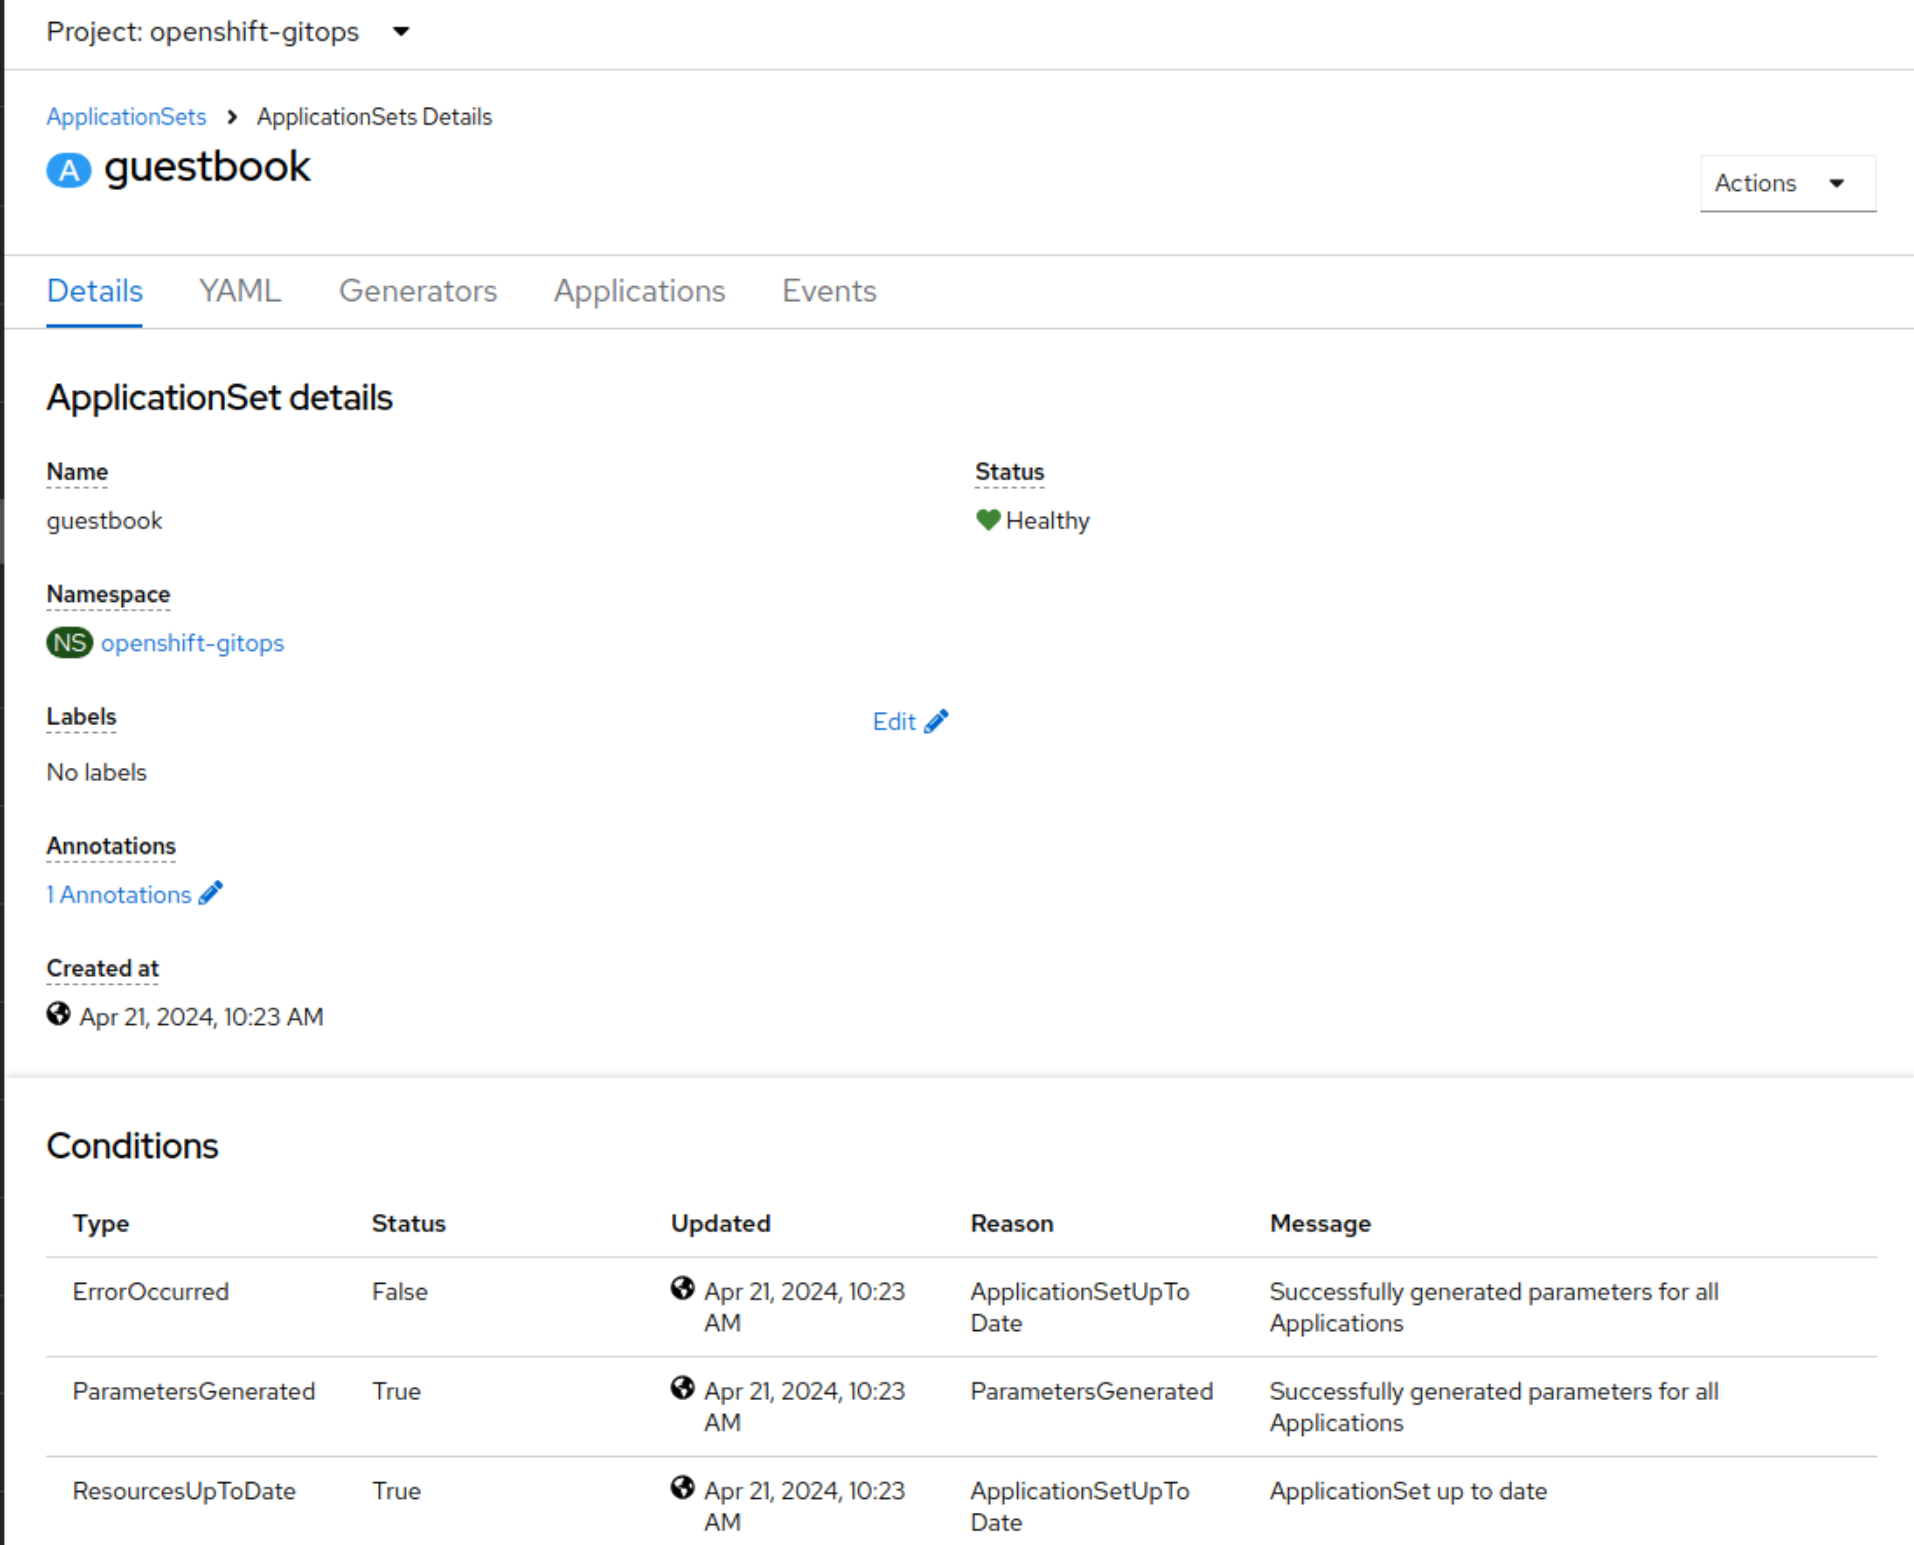 Project: openshift-gitops
ApplicationSets > ApplicationSets Details
A guestbook
Actions
Details YAML Generators Applications Events
ApplicationSet details
Name
guestbook
Status
Healthy
Namespace
NS openshift-gitops
Labels
Edit
No labels
Annotations
1 Annotations
Created at
Apr 21, 2024, 10:23 AM
Conditions
Type Status Updated Reason Message
ErrorOccurred False Apr 21, 2024, 10:23 ApplicationSetUpTo Successfully generated parameters for all
AM Date Applications
ParametersGenerated True Apr 21, 2024, 10:23 ParametersGenerated Successfully generated parameters for all
AM Applications
ResourcesUpToDate True Apr 21, 2024, 10:23 ApplicationSetUpTo ApplicationSet up to date
AM Date